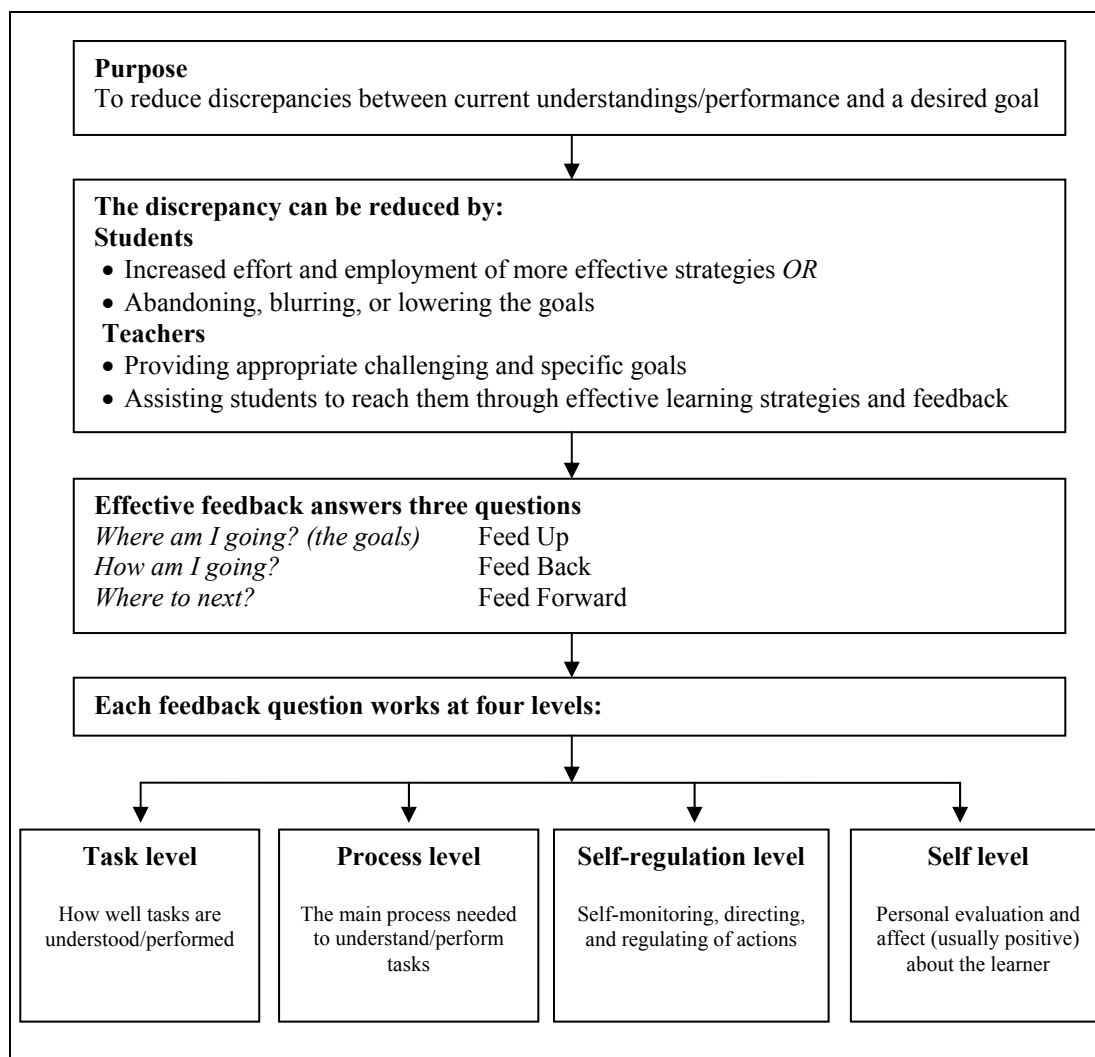 Purpose
To reduce discrepancies between current understandings/performance and a desired goal
The discrepancy can be reduced by:
Students
• Increased effort and employment of more effective strategies OR
• Abandoning, blurring, or lowering the goals
Teachers
• Providing appropriate challenging and specific goals
• Assisting students to reach them through effective learning strategies and feedback
Effective feedback answers three questions
Where am I going? (the goals) Feed Up
How am I going? Feed Back
Where to next? Feed Forward
Each feedback question works at four levels:
Task level
How well tasks are
understood/performed
Process level
The main process needed
to understand/perform
tasks
Self-regulation level
Self-monitoring, directing,
and regulating of actions
Self level
Personal evaluation and
affect (usually positive)
about the learner